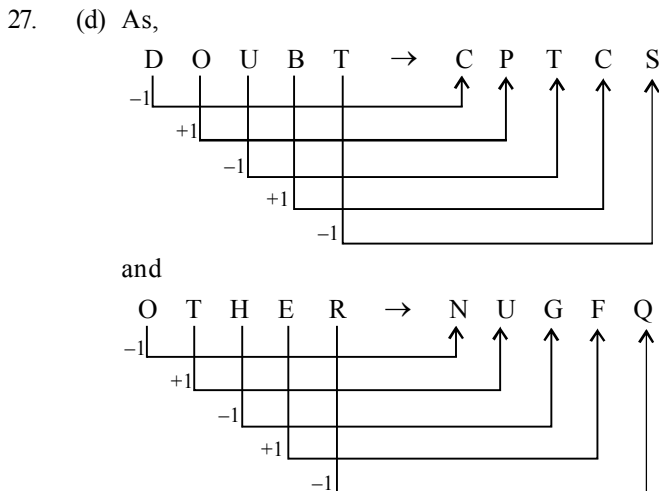 27. (d) As,
D O U B T → C P T C S
–1
+1
–1
+1
–1
and
O T H E R → N U G F Q
–1
+1
–1
+1
–1